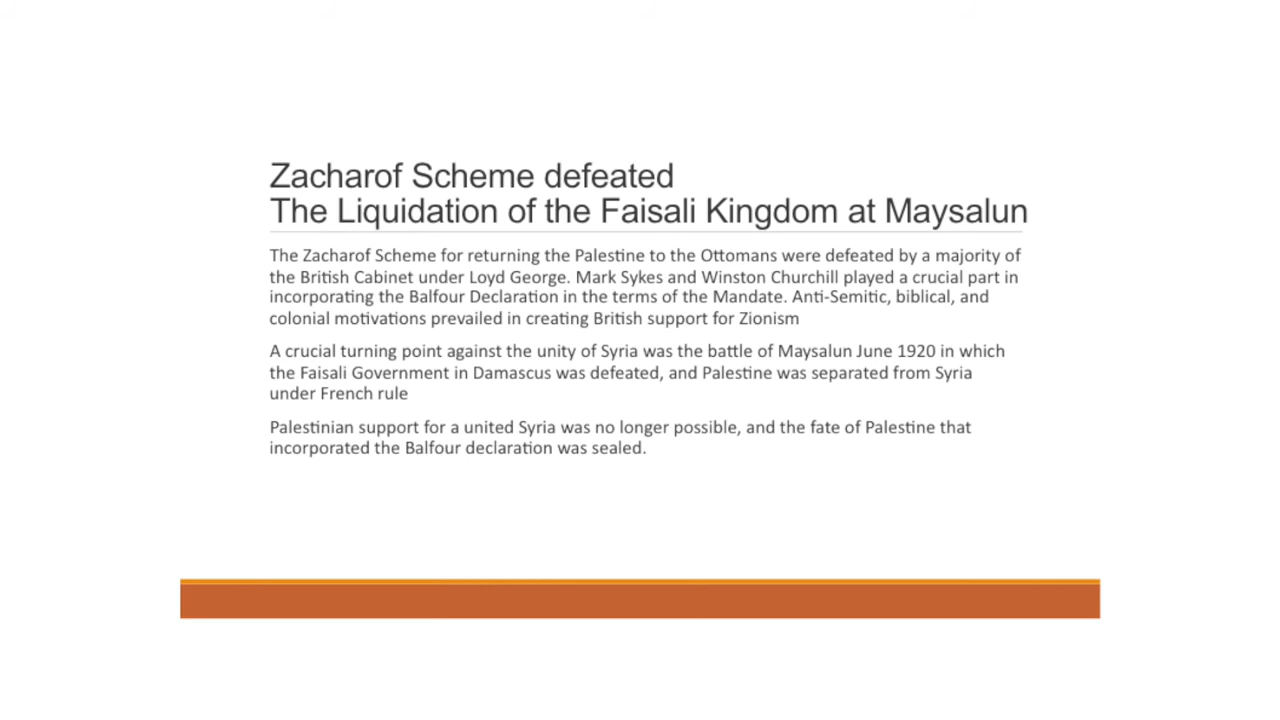 Zacharof Scheme defeated
The Liquidation of the Faisali Kingdom at Maysalun
The Zacharof Scheme for returning the Palestine to the Ottomans were defeated by a majority of
the British Cabinet under Loyd George. Mark Sykes and Winston Churchill played a crucial part in
incorporating the Balfour Declaration in the terms of the Mandate. Anti-Semitic, biblical, and
colonial motivations prevailed in creating British support for Zionism
A crucial turning point against the unity of Syria was the battle of Maysalun June 1920 in which
the Faisali Government in Damascus was defeated, and Palestine was separated from Syria
under French rule
Palestinian support for a united Syria was no longer possible, and the fate of Palestine that
incorporated the Balfour declaration was sealed.